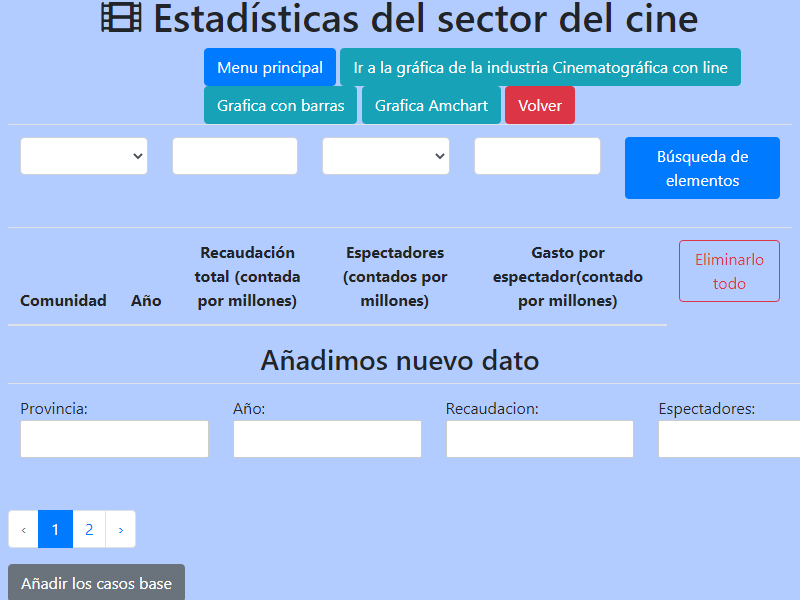 Estadísticas del sector del cine
Menu principal
Ir a la gráfica de la industria Cinematográfica con line
Grafica con barras
Grafica Amchart
Volver
Búsqueda de
elementos
Comunidad
Año
Recaudación
total (contada
por millones)
Espectadores
(contados por
millones)
Gasto por
espectador(contado
por millones)
Eliminarlo
todo
Añadimos nuevo dato
Provincia:
Año:
Recaudacion:
Espectadores:
‹ 1 2 ›
Añadir los casos base